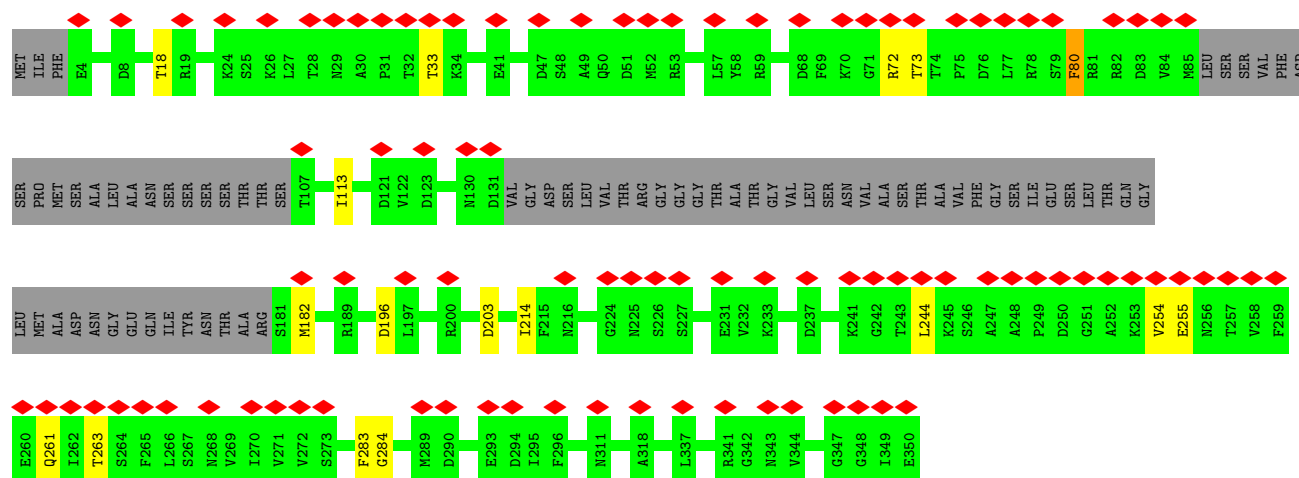 MET ILE PHE E4 D8 T18 R19 K24 S25 K26 L27 T28 N29 A30 P31 T32 T33 K34 E41 D47 S48 A49 Q50 D51 M52 R53 L57 Y58 R59 D68 F69 K70 G71 R72 T73 T74 P75 D76 L77 R78 S79 F80 R81 R82 D83 V84 M85 LEU SER SER VAL PHE ASP
SER PRO MET SER ALA LEU ALA ASN SER SER SER SER THR THR SER T107 I113 D121 V122 D123 N130 D131 VAL GLY ASP SER LEU VAL THR ARG GLY GLY GLY THR ALA THR GLY VAL LEU SER ASN VAL ALA SER THR ALA VAL PHE GLY SER ILE GLU SER LEU THR GLN GLY
LEU MET ALA ASP ASN GLY GLU GLN ILE TYR ASN THR ALA ARG S181 M182 R189 D196 L197 R200 D203 I214 F215 N216 G224 N225 S226 S227 E231 V232 K233 D237 K241 G242 T243 L244 K245 S246 A247 A248 P249 D250 G251 A252 K253 V254 E255 N256 T257 V258 F259
E260 Q261 I262 T263 S264 F265 L266 S267 N268 V269 I270 V271 V272 S273 F283 G284 M289 D290 E293 D294 I295 F296 N311 A318 L337 R341 G342 N343 V344 G347 G348 I349 E350